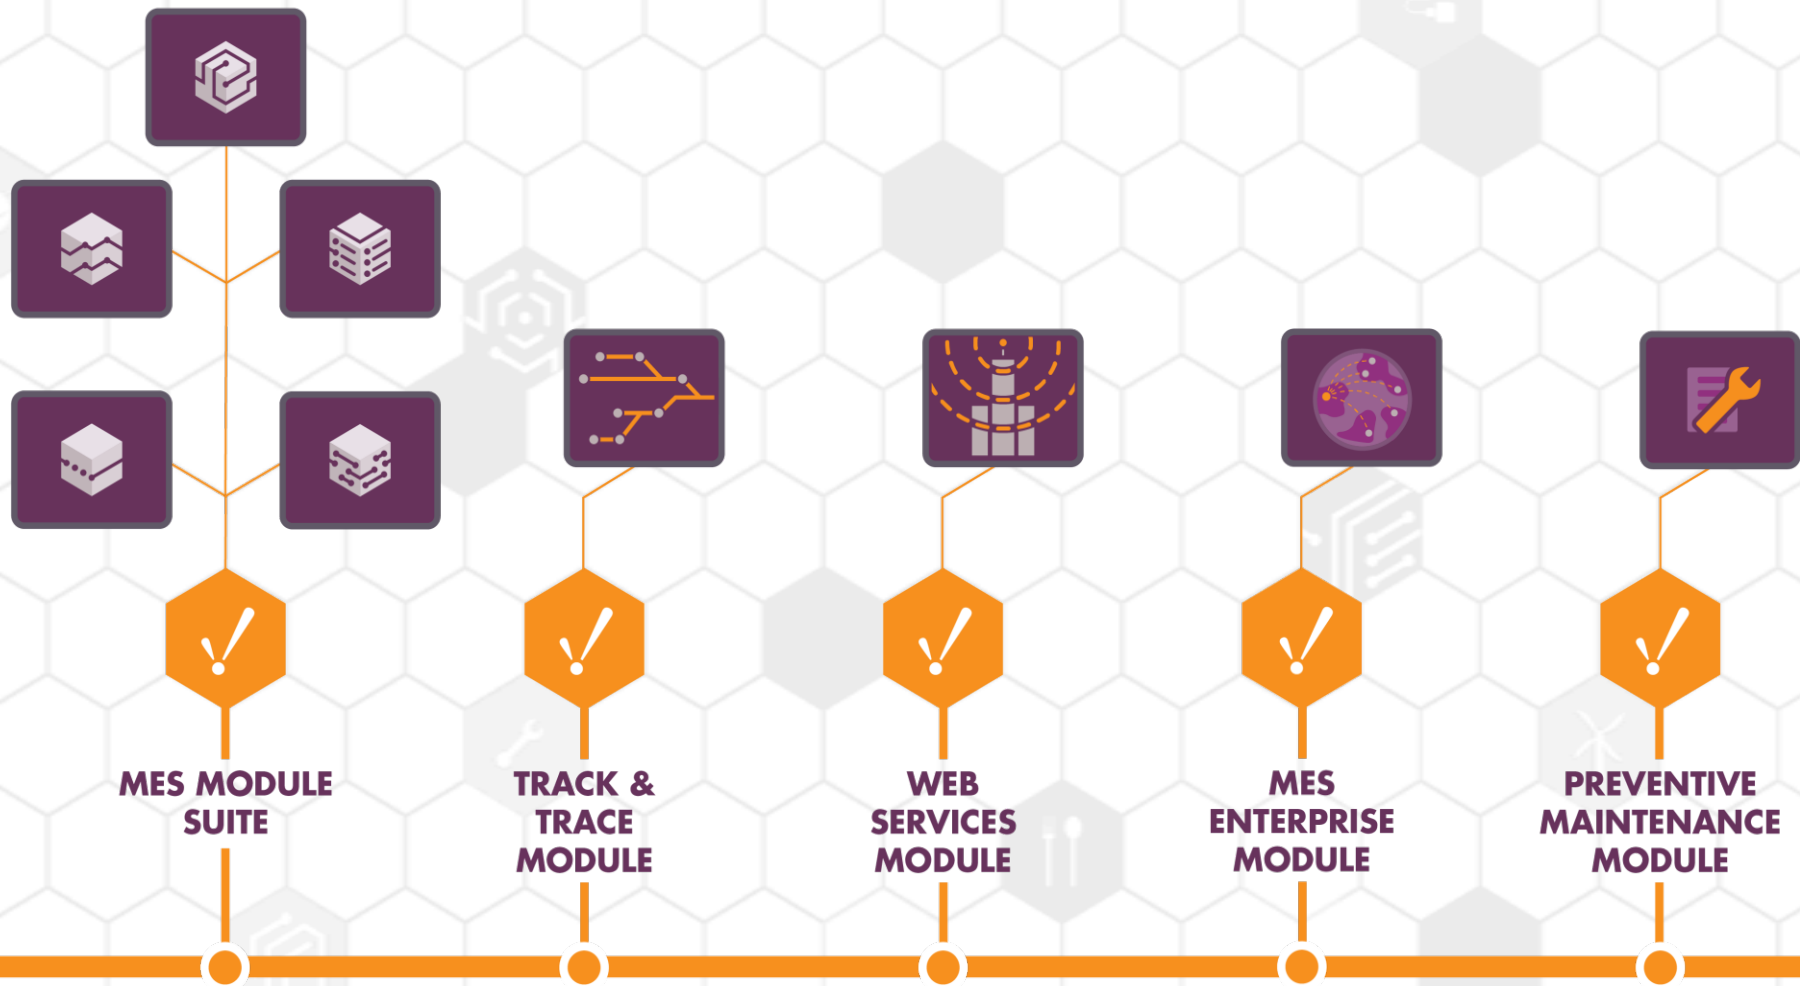 MES MODULE
SUITE
TRACK &
TRACE
MODULE
WEB
SERVICES
MODULE
MES
ENTERPRISE
MODULE
PREVENTIVE
MAINTENANCE
MODULE